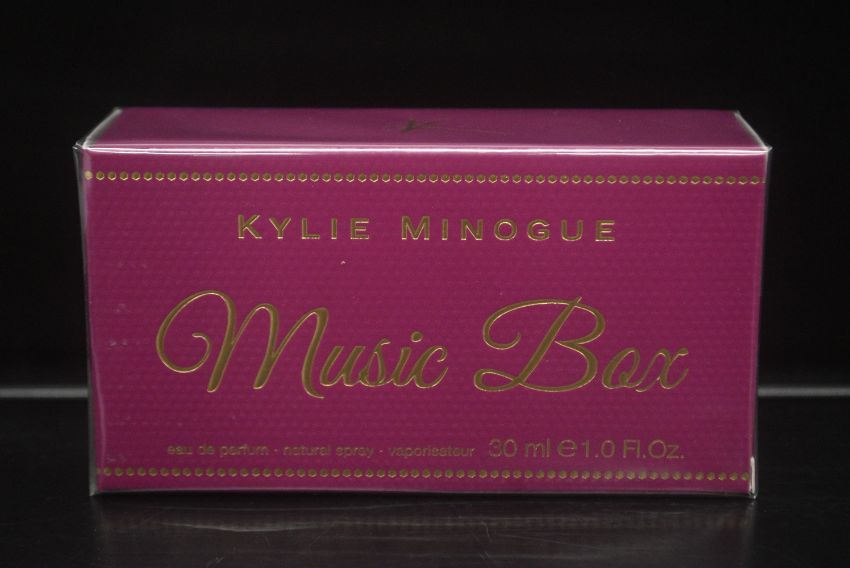 KYLIE MINOGUE
Music Box
eau de parfum · natural spray · vaporisateur 30 ml ℮ 1.0 Fl.Oz.